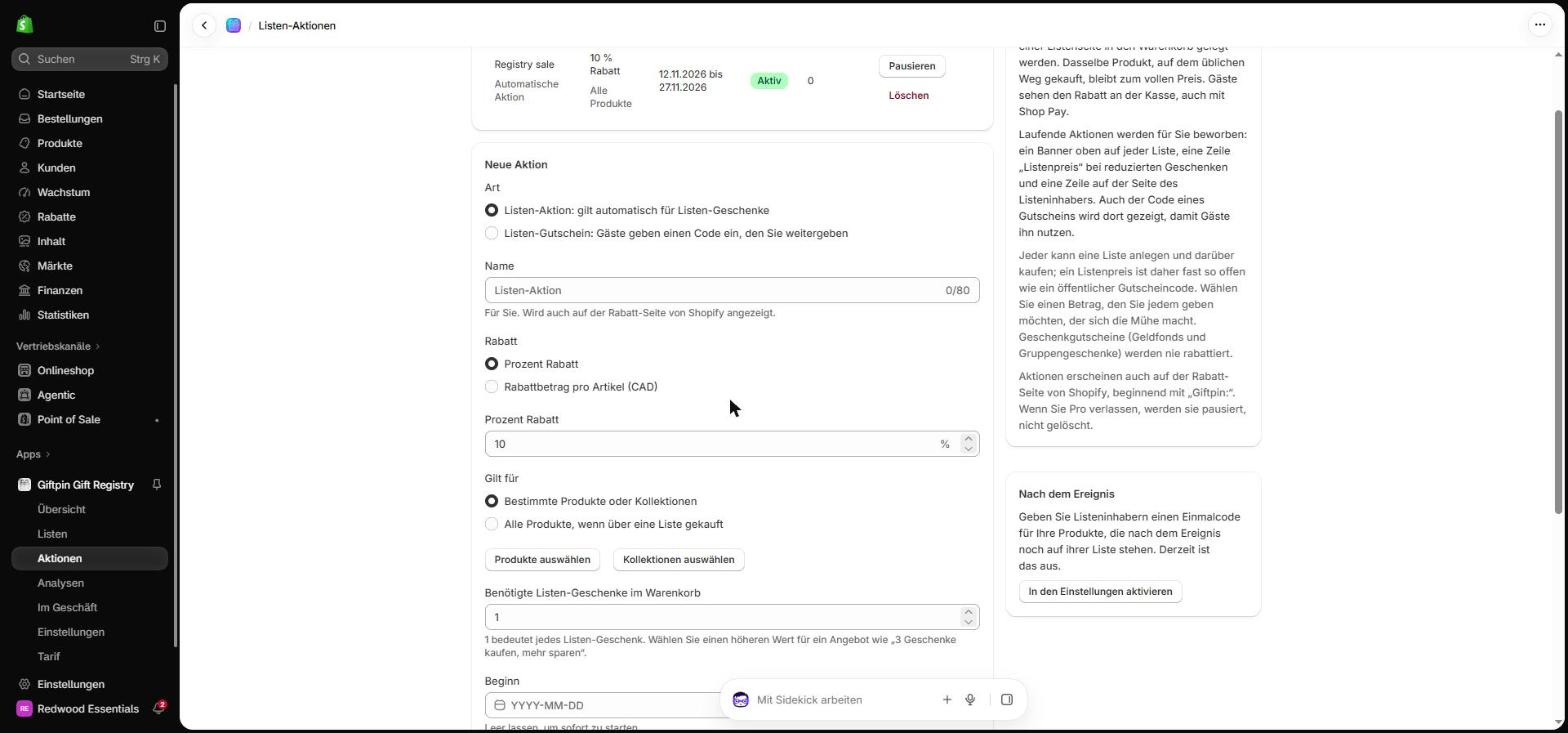 Suchen
Strg K
Startseite
Bestellungen
Produkte
Kunden
Wachstum
Rabatte
Inhalt
Märkte
Finanzen
Statistiken
Vertriebskanäle
Onlineshop
Agentic
Point of Sale
Apps
Giftpin Gift Registry
Übersicht
Listen
Aktionen
Analysen
Im Geschäft
Einstellungen
Tarif
Einstellungen
RE
Redwood Essentials
2
/ Listen-Aktionen
Registry sale
Automatische
Aktion
10 %
Rabatt
Alle
Produkte
12.11.2026 bis
27.11.2026
Aktiv
0
Pausieren
Löschen
Neue Aktion
Art
Listen-Aktion: gilt automatisch für Listen-Geschenke
Listen-Gutschein: Gäste geben einen Code ein, den Sie weitergeben
Name
Listen-Aktion
0/80
Für Sie. Wird auch auf der Rabatt-Seite von Shopify angezeigt.
Rabatt
Prozent Rabatt
Rabattbetrag pro Artikel (CAD)
Prozent Rabatt
10
%
Gilt für
Bestimmte Produkte oder Kollektionen
Alle Produkte, wenn über eine Liste gekauft
Produkte auswählen
Kollektionen auswählen
Benötigte Listen-Geschenke im Warenkorb
1
1 bedeutet jedes Listen-Geschenk. Wählen Sie einen höheren Wert für ein Angebot wie „3 Geschenke
kaufen, mehr sparen“.
Beginn
YYYY-MM-DD
Leer lassen, um sofort zu starten.
Mit Sidekick arbeiten
einer Listenseite in den Warenkorb gelegt
werden. Dasselbe Produkt, auf dem üblichen
Weg gekauft, bleibt zum vollen Preis. Gäste
sehen den Rabatt an der Kasse, auch mit
Shop Pay.
Laufende Aktionen werden für Sie beworben:
ein Banner oben auf jeder Liste, eine Zeile
„Listenpreis“ bei reduzierten Geschenken
und eine Zeile auf der Seite des
Listeninhabers. Auch der Code eines
Gutscheins wird dort gezeigt, damit Gäste
ihn nutzen.
Jeder kann eine Liste anlegen und darüber
kaufen; ein Listenpreis ist daher fast so offen
wie ein öffentlicher Gutscheincode. Wählen
Sie einen Betrag, den Sie jedem geben
möchten, der sich die Mühe macht.
Geschenkgutscheine (Geldfonds und
Gruppengeschenke) werden nie rabattiert.
Aktionen erscheinen auch auf der Rabatt-
Seite von Shopify, beginnend mit „Giftpin:“.
Wenn Sie Pro verlassen, werden sie pausiert,
nicht gelöscht.
Nach dem Ereignis
Geben Sie Listeninhabern einen Einmalcode
für Ihre Produkte, die nach dem Ereignis
noch auf ihrer Liste stehen. Derzeit ist
das aus.
In den Einstellungen aktivieren